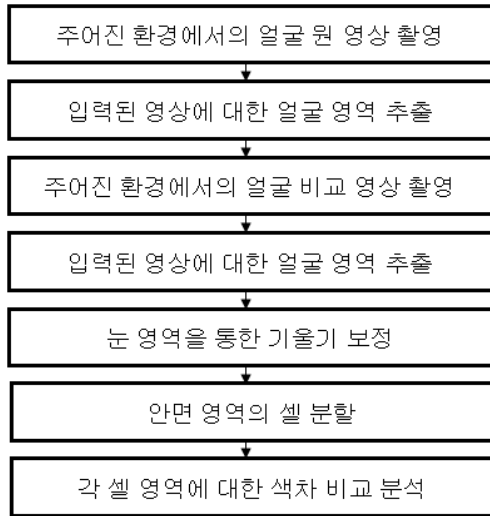 주어진 환경에서의 얼굴 원 영상 촬영
입력된 영상에 대한 얼굴 영역 추출
주어진 환경에서의 얼굴 비교 영상 촬영
입력된 영상에 대한 얼굴 영역 추출
눈 영역을 통한 기울기 보정
안면 영역의 셀 분할
각 셀 영역에 대한 색차 비교 분석